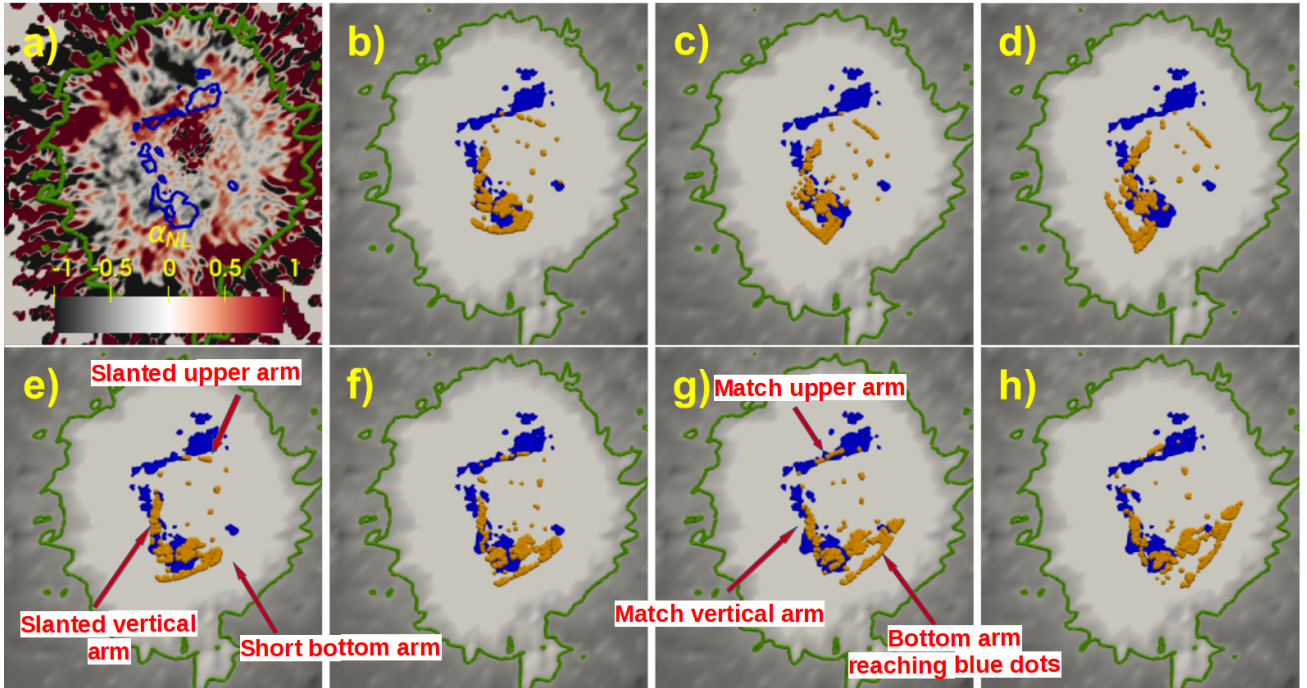 a)
b)
c)
d)
α_NL
-1 -0.5 0 0.5 1
e)
Slanted upper arm
f)
g)
Match upper arm
h)
Slanted vertical
arm
Short bottom arm
Match vertical arm
Bottom arm
reaching blue dots